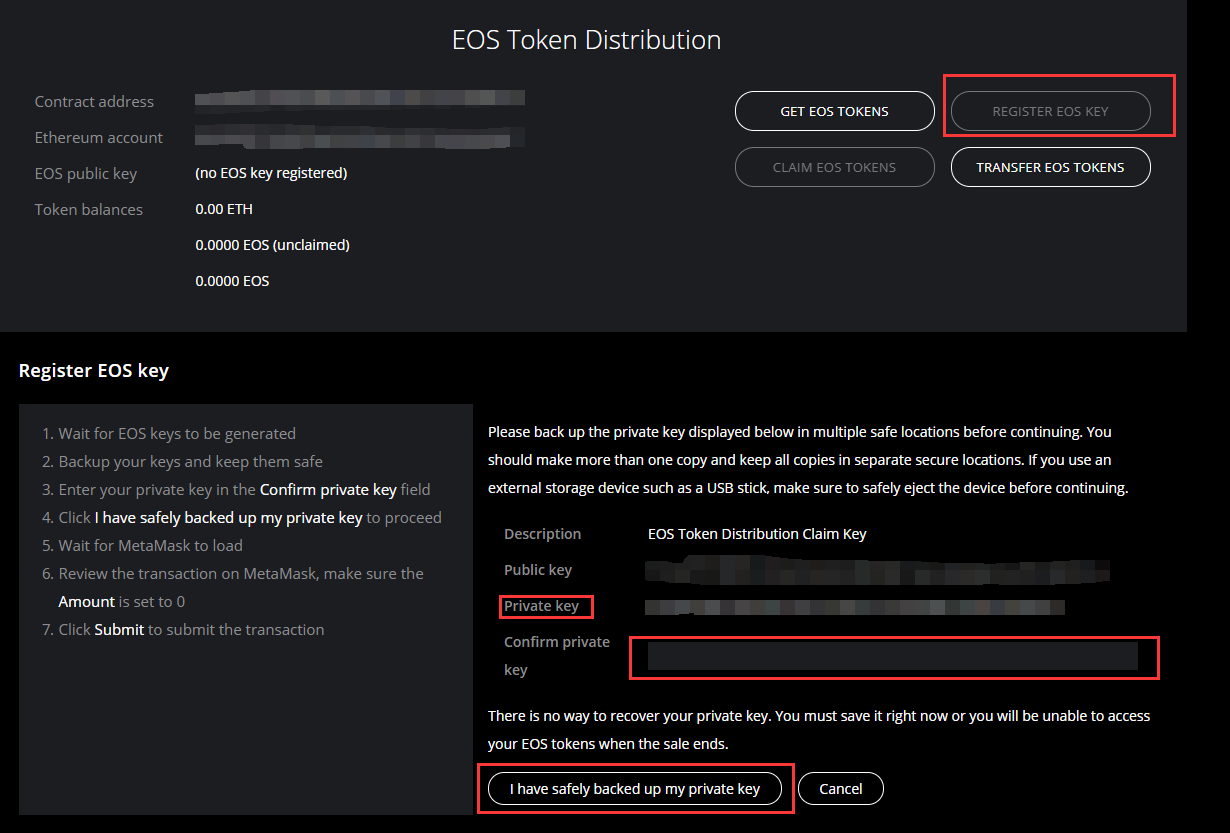 EOS Token Distribution
Contract address
Ethereum account
EOS public key (no EOS key registered)
Token balances 0.00 ETH
0.0000 EOS (unclaimed)
0.0000 EOS
GET EOS TOKENS REGISTER EOS KEY
CLAIM EOS TOKENS TRANSFER EOS TOKENS
Register EOS key
1. Wait for EOS keys to be generated
2. Backup your keys and keep them safe
3. Enter your private key in the Confirm private key field
4. Click I have safely backed up my private key to proceed
5. Wait for MetaMask to load
6. Review the transaction on MetaMask, make sure the
Amount is set to 0
7. Click Submit to submit the transaction
Please back up the private key displayed below in multiple safe locations before continuing. You
should make more than one copy and keep all copies in separate secure locations. If you use an
external storage device such as a USB stick, make sure to safely eject the device before continuing.
Description EOS Token Distribution Claim Key
Public key
Private key
Confirm private
key
There is no way to recover your private key. You must save it right now or you will be unable to access
your EOS tokens when the sale ends.
I have safely backed up my private key Cancel